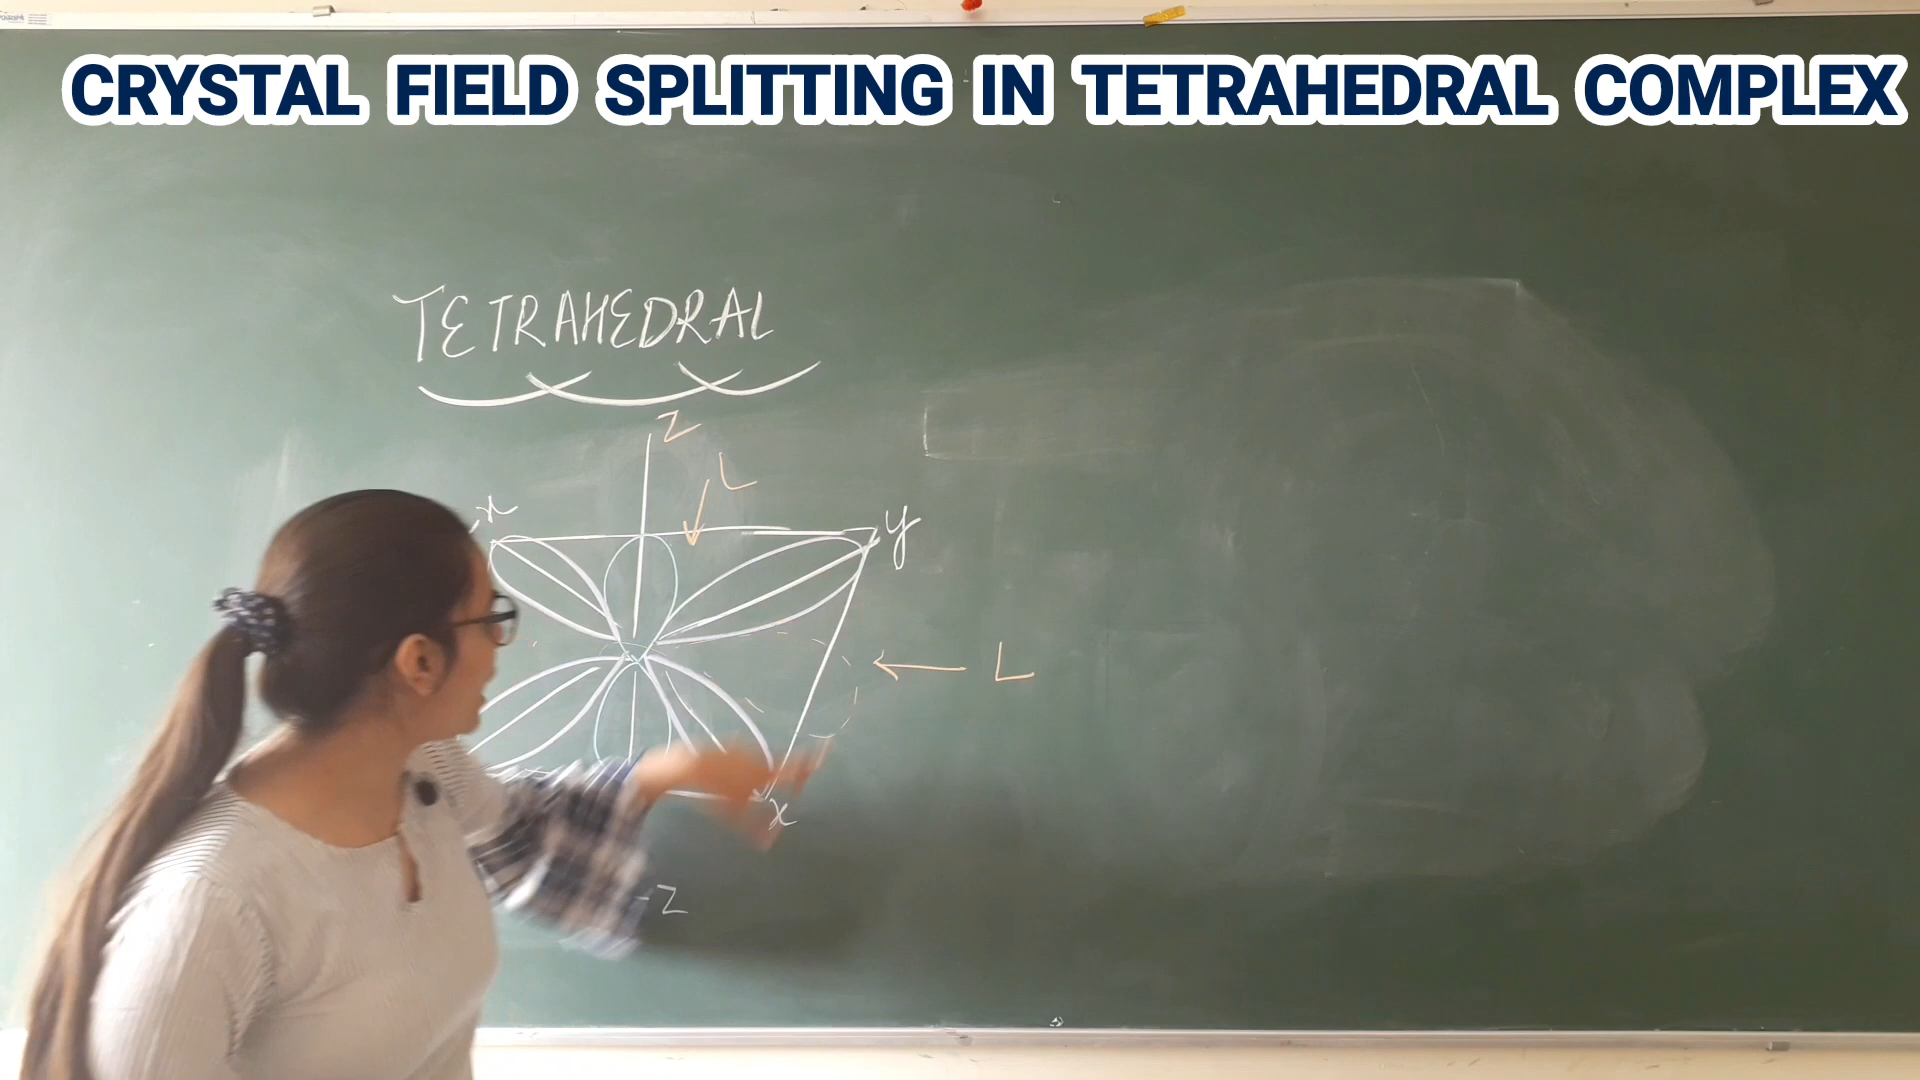 CRYSTAL FIELD SPLITTING IN TETRAHEDRAL COMPLEX
TETRAHEDRAL
Z
L
-x
y
L
x
-Z